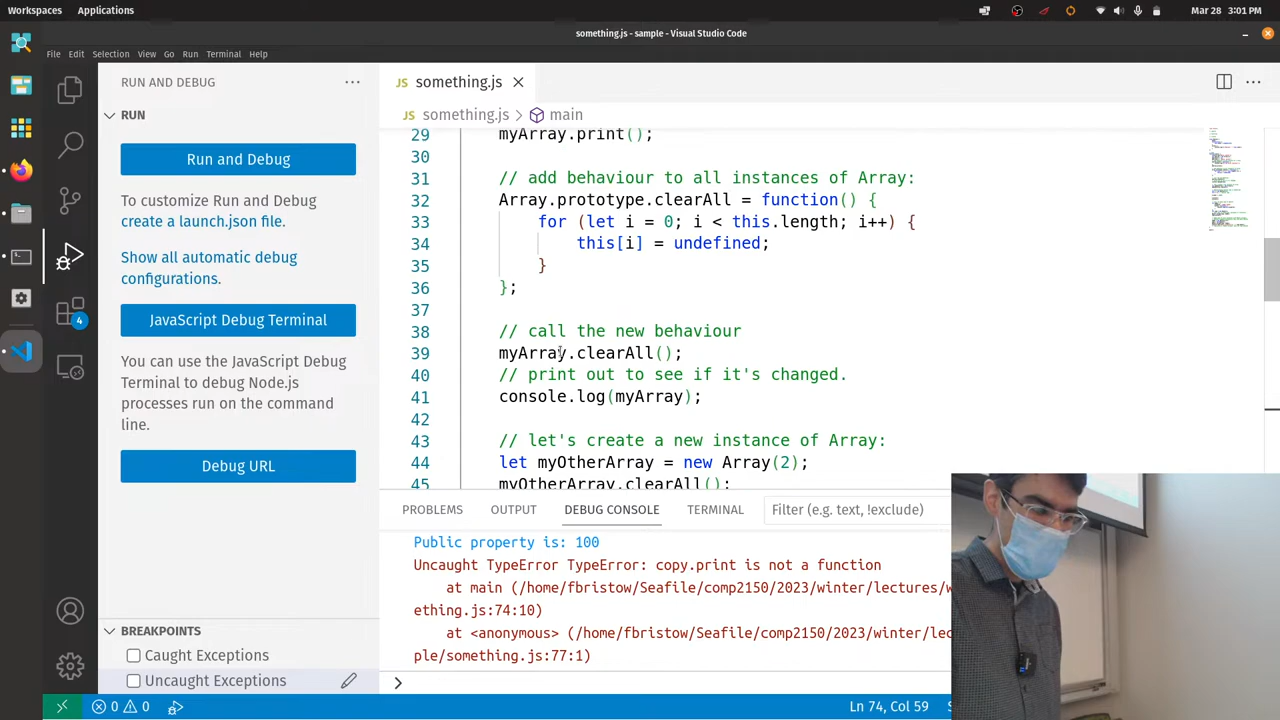 Workspaces Applications Mar 28 3:01 PM
something.js - sample - Visual Studio Code
File Edit Selection View Go Run Terminal Help
RUN AND DEBUG
RUN
Run and Debug
To customize Run and Debug
create a launch.json file.
Show all automatic debug
configurations.
JavaScript Debug Terminal
You can use the JavaScript Debug
Terminal to debug Node.js
processes run on the command
line.
Debug URL
4
BREAKPOINTS
Caught Exceptions
Uncaught Exceptions
JS something.js
JS something.js > main
29 myArray.print();
30
31 // add behaviour to all instances of Array:
32 Array.prototype.clearAll = function() {
33 for (let i = 0; i < this.length; i++) {
34 this[i] = undefined;
35 }
36 };
37
38 // call the new behaviour
39 myArray.clearAll();
40 // print out to see if it's changed.
41 console.log(myArray);
42
43 // let's create a new instance of Array:
44 let myOtherArray = new Array(2);
45 myOtherArray.clearAll();
PROBLEMS OUTPUT DEBUG CONSOLE TERMINAL Filter (e.g. text, !exclude)
Public property is: 100
Uncaught TypeError TypeError: copy.print is not a function
at main (/home/fbristow/Seafile/comp2150/2023/winter/lectures/
ething.js:74:10)
at <anonymous> (/home/fbristow/Seafile/comp2150/2023/winter/lec
ple/something.js:77:1)
>
0 0 Ln 74, Col 59